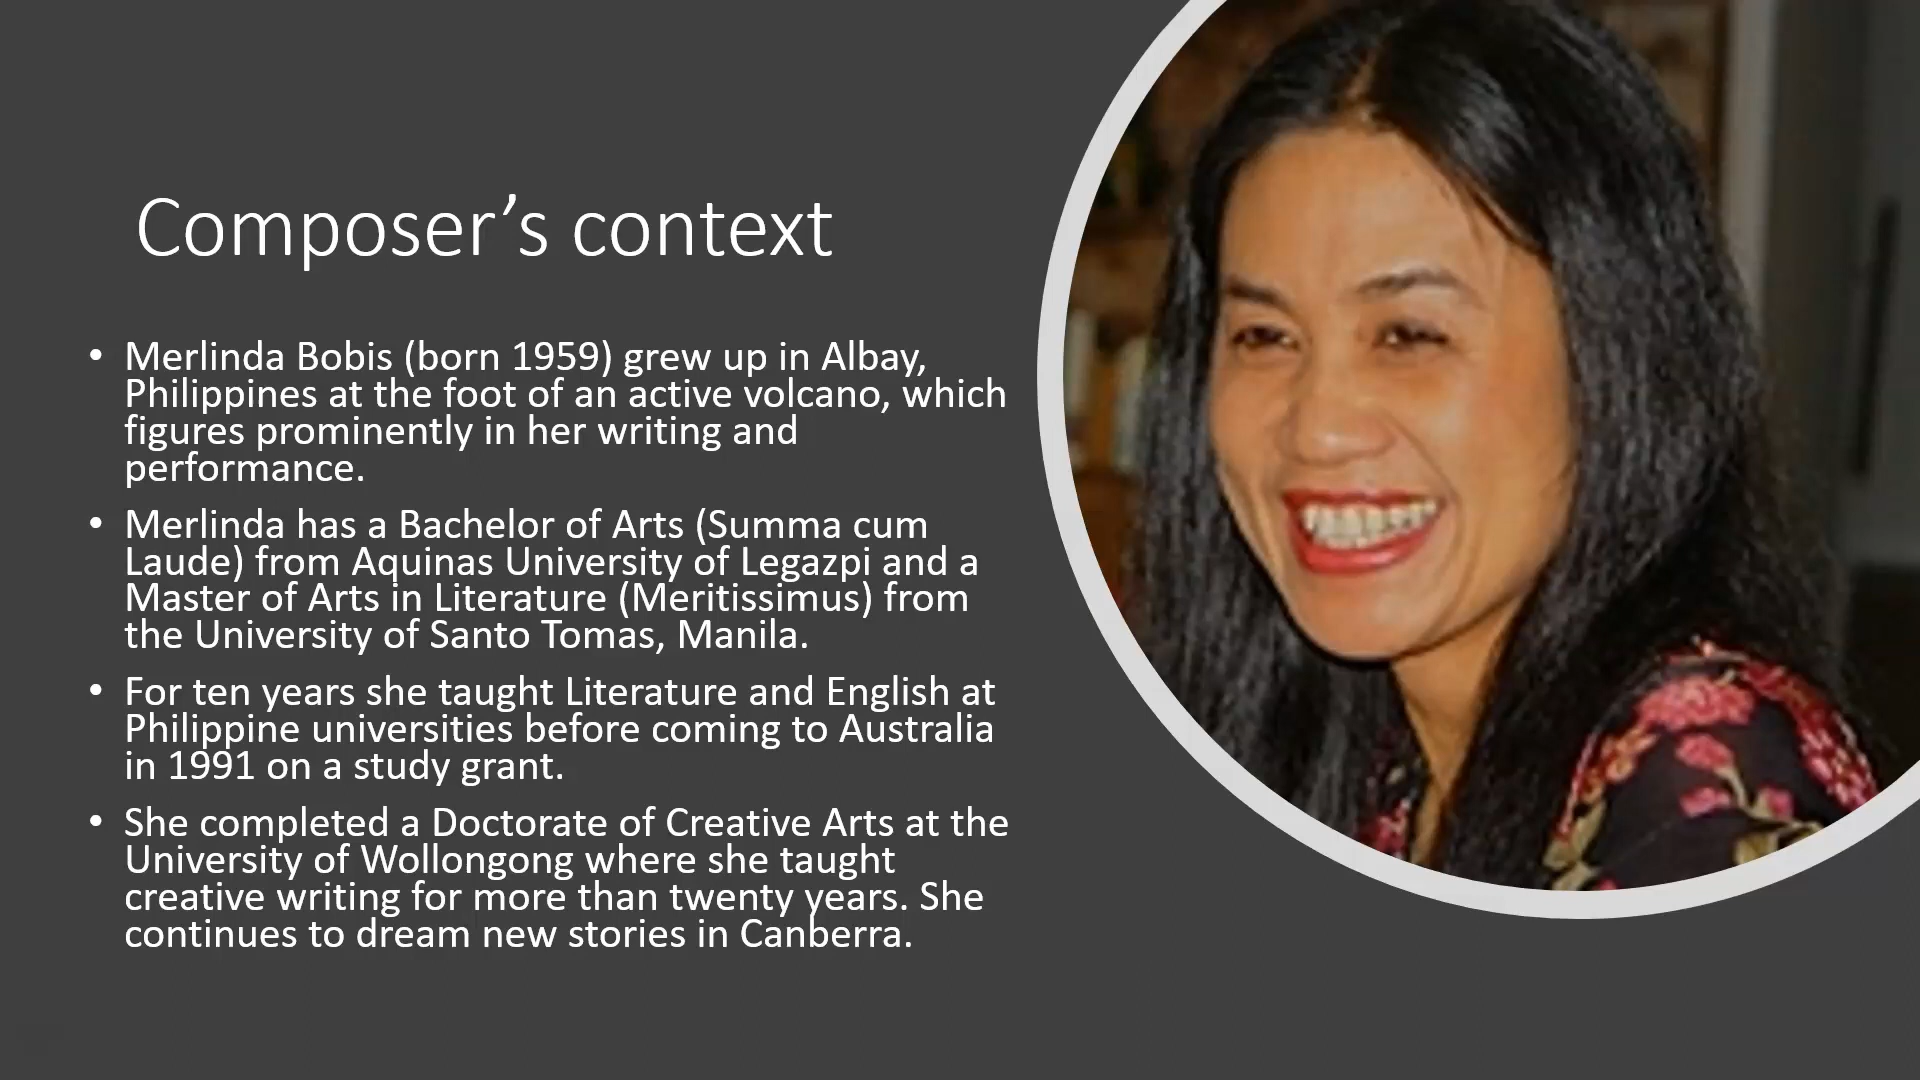 Composer’s context
• Merlinda Bobis (born 1959) grew up in Albay,
Philippines at the foot of an active volcano, which
figures prominently in her writing and
performance.
• Merlinda has a Bachelor of Arts (Summa cum
Laude) from Aquinas University of Legazpi and a
Master of Arts in Literature (Meritissimus) from
the University of Santo Tomas, Manila.
• For ten years she taught Literature and English at
Philippine universities before coming to Australia
in 1991 on a study grant.
• She completed a Doctorate of Creative Arts at the
University of Wollongong where she taught
creative writing for more than twenty years. She
continues to dream new stories in Canberra.